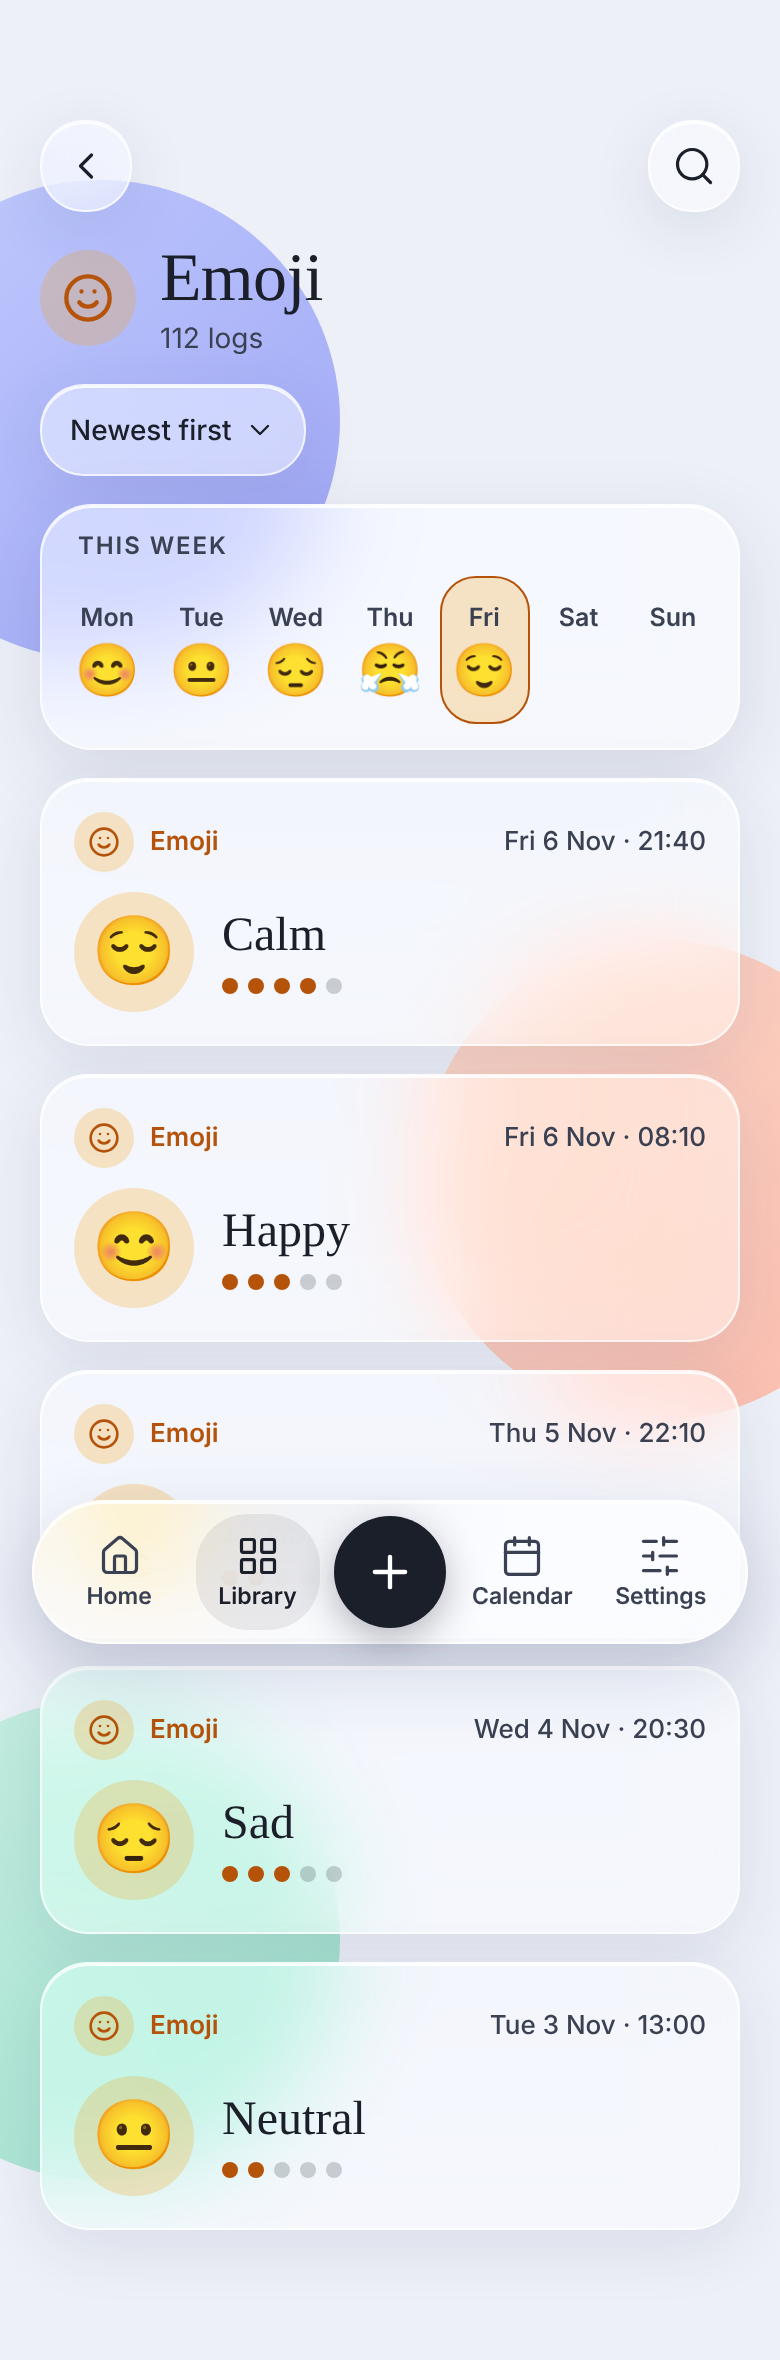 Emoji
112 logs
Newest first
THIS WEEK
Mon Tue Wed Thu Fri Sat Sun
Emoji Fri 6 Nov · 21:40
Calm
Emoji Fri 6 Nov · 08:10
Happy
Emoji Thu 5 Nov · 22:10
Home Library Calendar Settings
Emoji Wed 4 Nov · 20:30
Sad
Emoji Tue 3 Nov · 13:00
Neutral